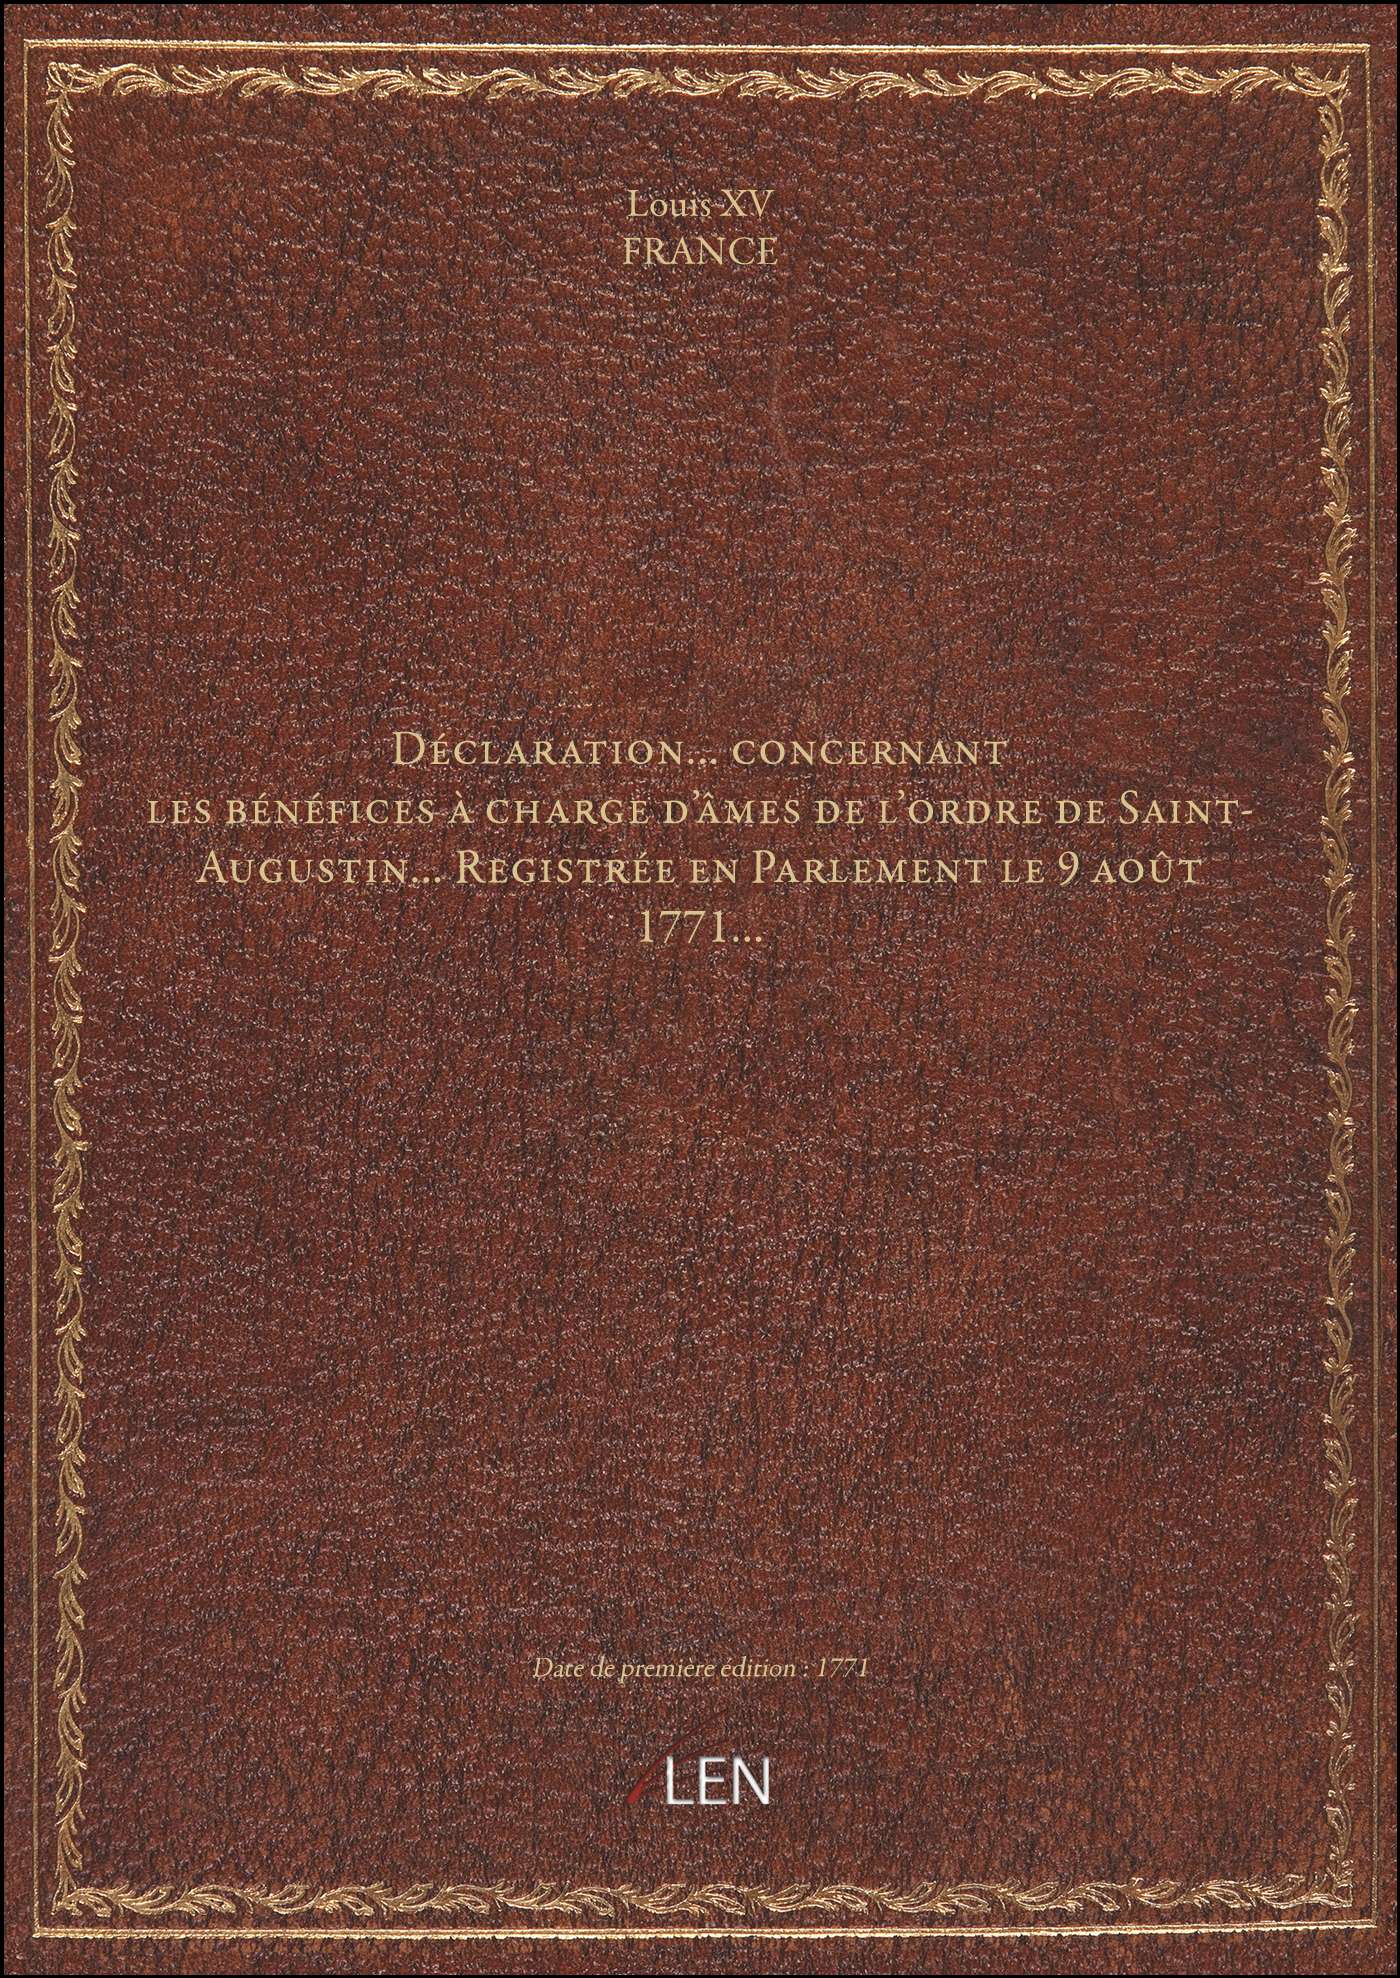 Louis XV
FRANCE
Déclaration... concernant
les bénéfices à charge d'âmes de l'ordre de Saint-
Augustin... Registrée en Parlement le 9 août
1771...
Date de première édition : 1771
LEN